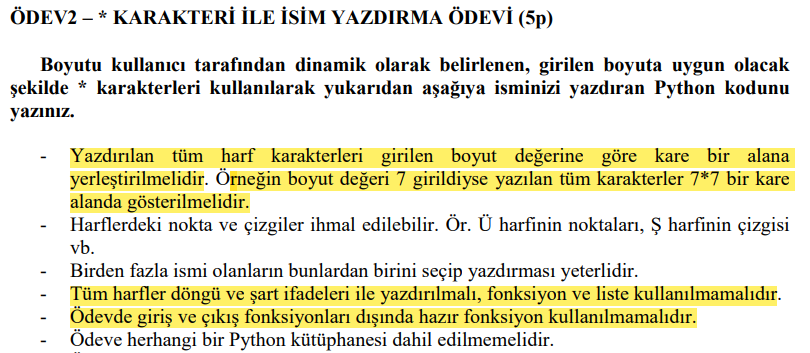 ÖDEV2 – * KARAKTERİ İLE İSİM YAZDIRMA ÖDEVİ (5p)
Boyutu kullanıcı tarafından dinamik olarak belirlenen, girilen boyuta uygun olacak
şekilde * karakterleri kullanılarak yukarıdan aşağıya isminizi yazdıran Python kodunu
yazınız.
- Yazdırılan tüm harf karakterleri girilen boyut değerine göre kare bir alana
yerleştirilmelidir. Örneğin boyut değeri 7 girildiyse yazılan tüm karakterler 7*7 bir kare
alanda gösterilmelidir.
- Harflerdeki nokta ve çizgiler ihmal edilebilir. Ör. Ü harfinin noktaları, Ş harfinin çizgisi
vb.
- Birden fazla ismi olanların bunlardan birini seçip yazdırması yeterlidir.
- Tüm harfler döngü ve şart ifadeleri ile yazdırılmalı, fonksiyon ve liste kullanılmamalıdır.
- Ödevde giriş ve çıkış fonksiyonları dışında hazır fonksiyon kullanılmamalıdır.
- Ödeve herhangi bir Python kütüphanesi dahil edilmemelidir.